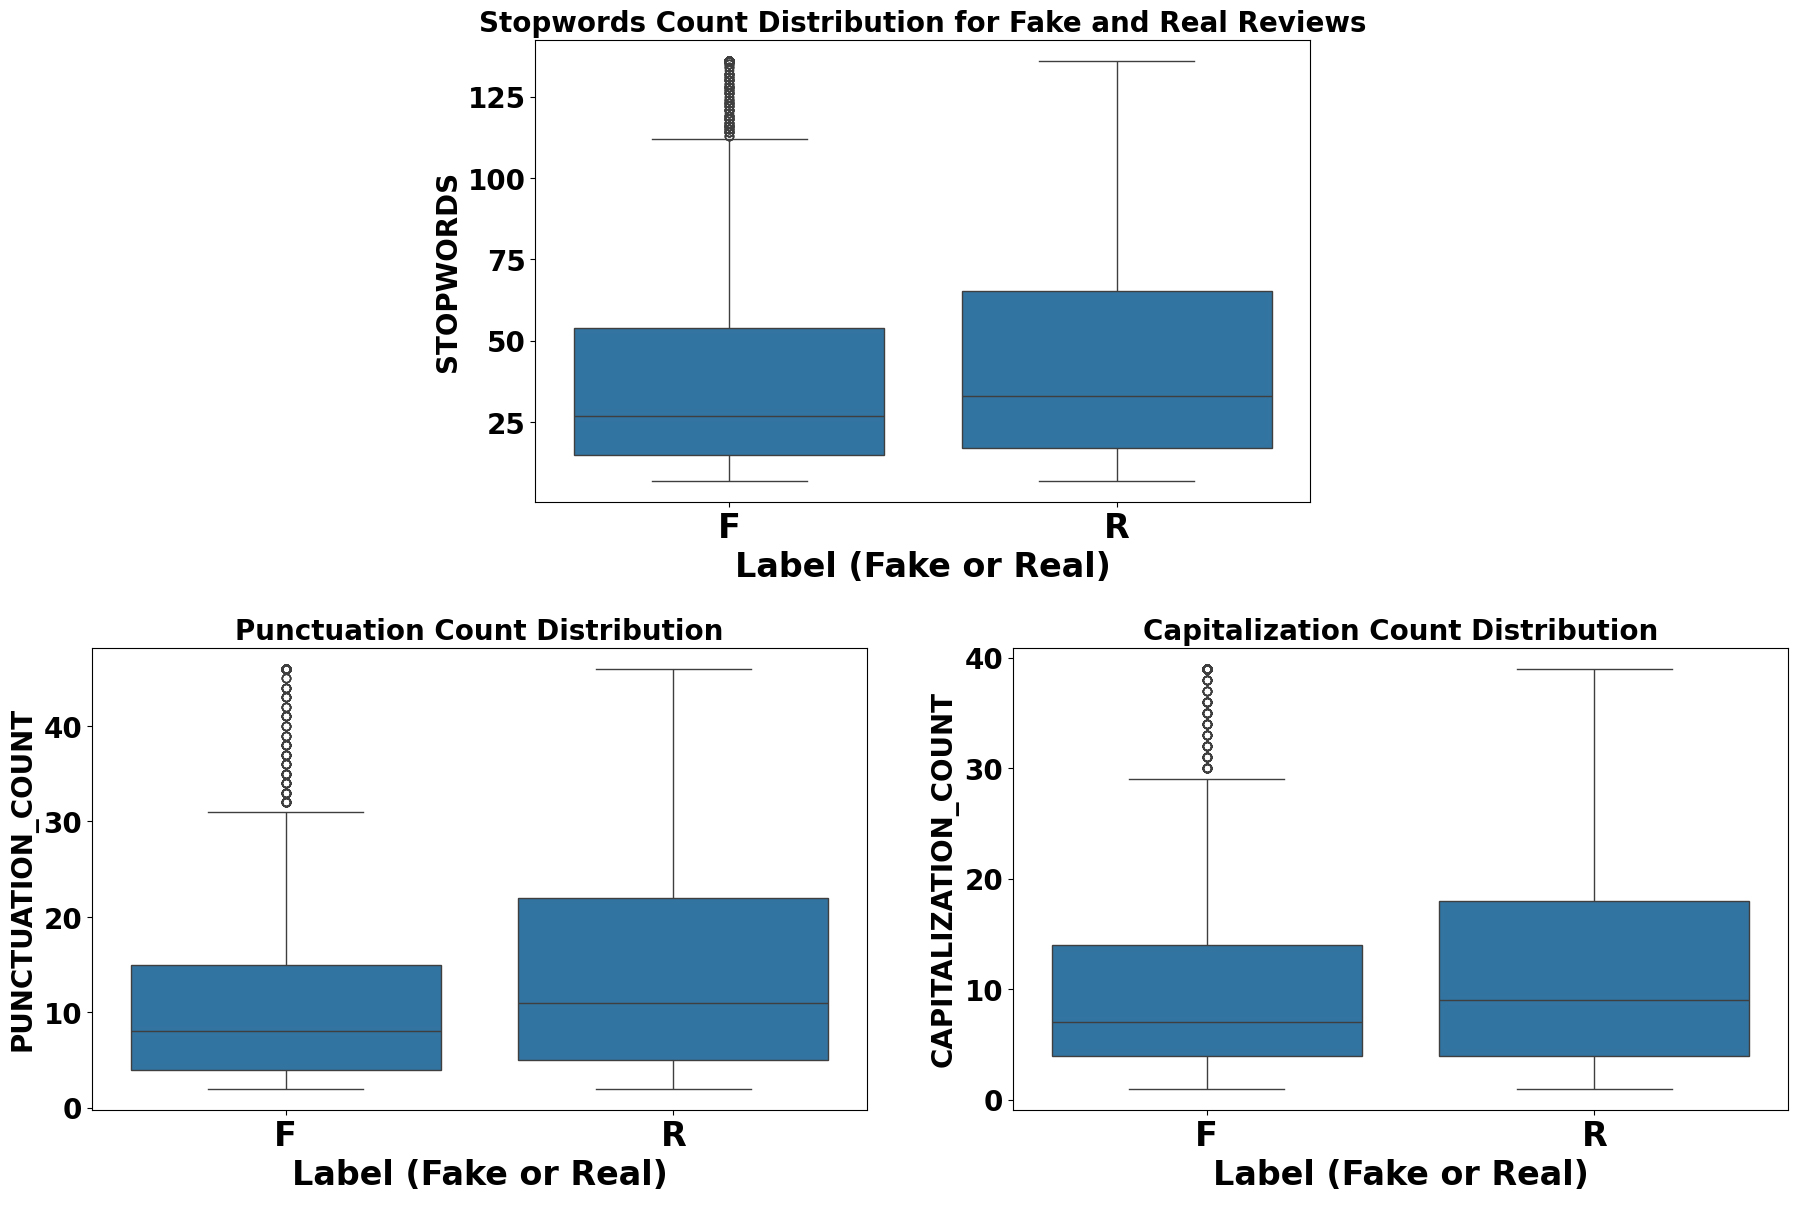 Stopwords Count Distribution for Fake and Real Reviews
STOPWORDS
125
100
75
50
25
F
R
Label (Fake or Real)
Punctuation Count Distribution
PUNCTUATION_COUNT
40
30
20
10
0
F
R
Label (Fake or Real)
Capitalization Count Distribution
CAPITALIZATION_COUNT
40
30
20
10
0
F
R
Label (Fake or Real)